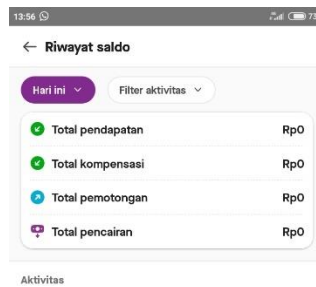 13:56 73
Riwayat saldo
Hari ini Filter aktivitas
Total pendapatan Rp0
Total kompensasi Rp0
Total pemotongan Rp0
Total pencairan Rp0
Aktivitas